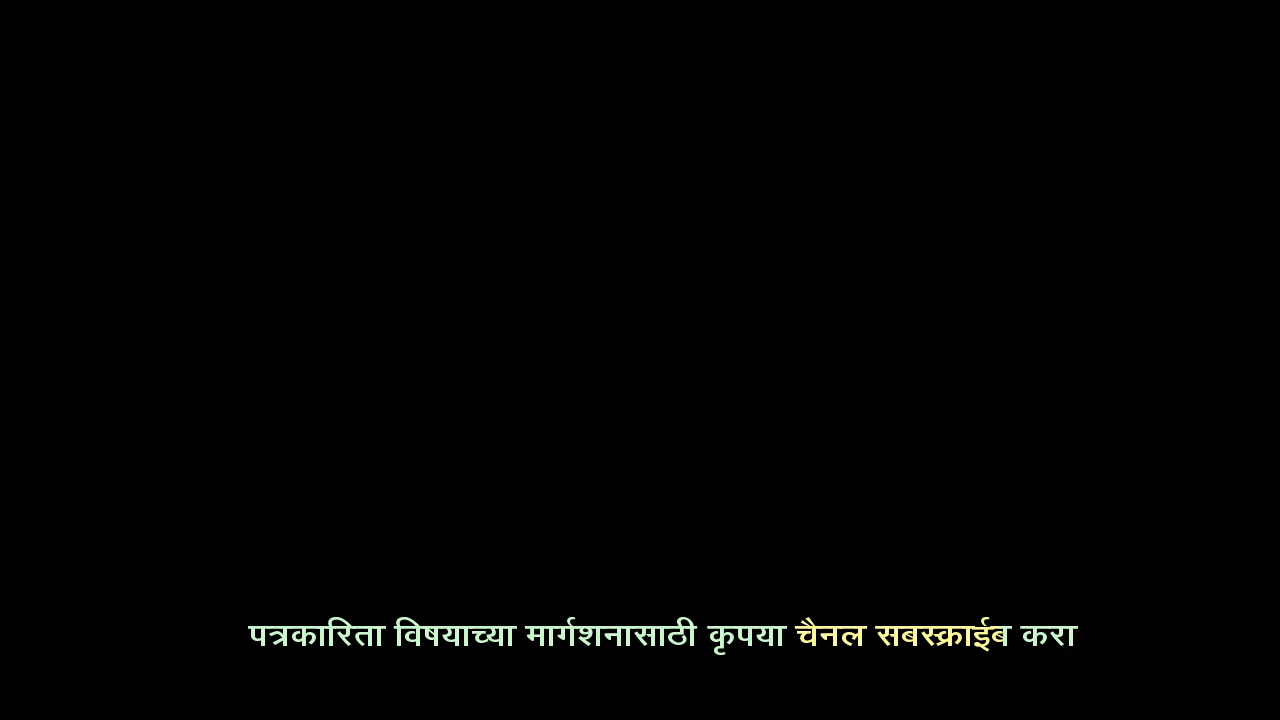 पत्रकारिता विषयाच्या मार्गशनासाठी कृपया चैनल सबस्क्राईब करा